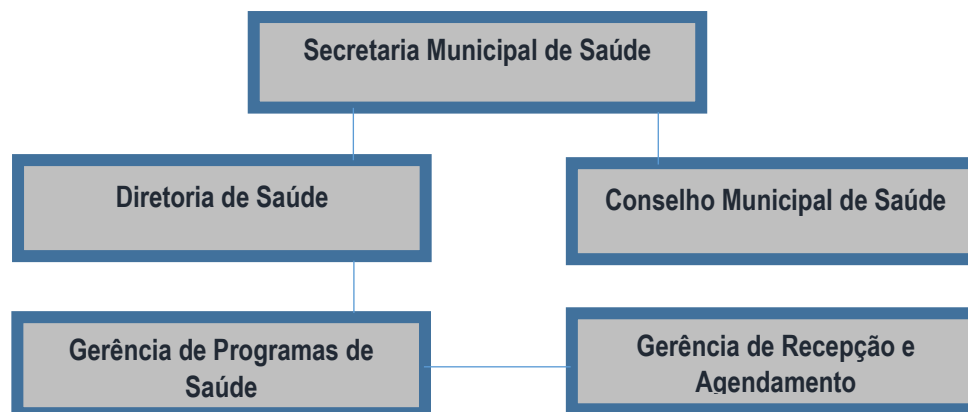 Secretaria Municipal de Saúde
Diretoria de Saúde
Conselho Municipal de Saúde
Gerência de Programas de
Saúde
Gerência de Recepção e
Agendamento